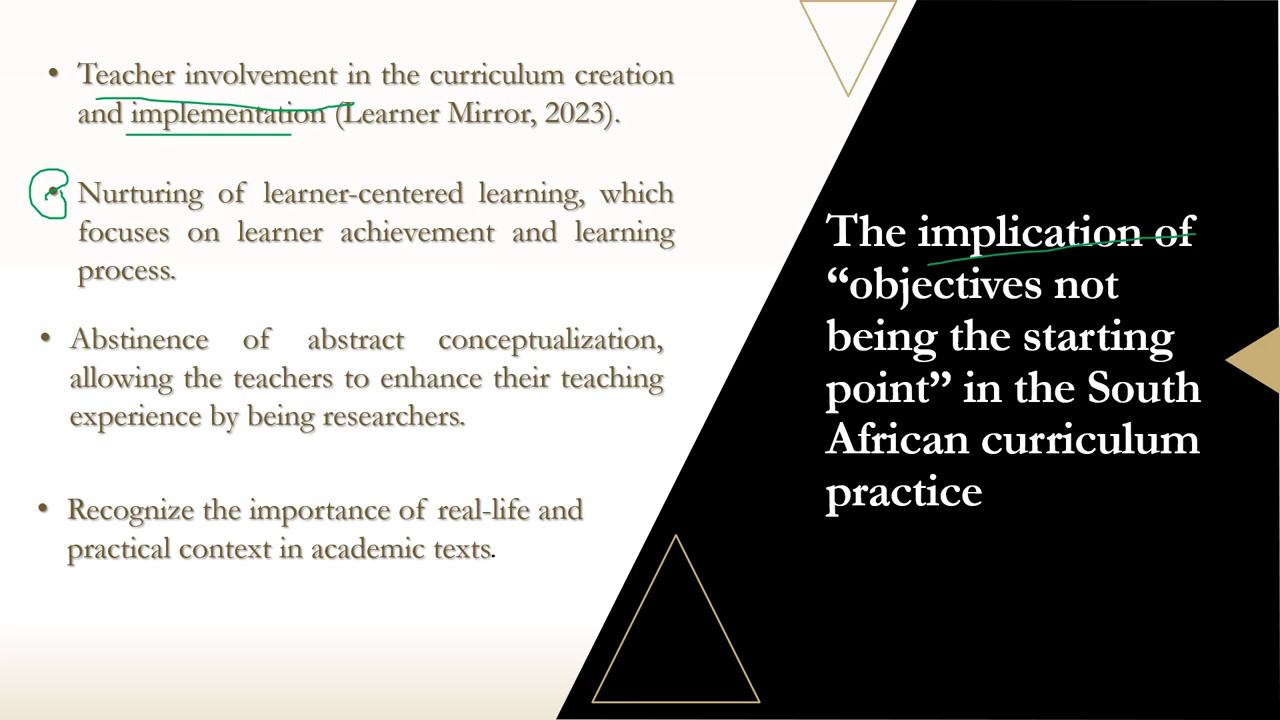 • Teacher involvement in the curriculum creation
and implementation (Learner Mirror, 2023).
• Nurturing of learner-centered learning, which
focuses on learner achievement and learning
process.
• Abstinence of abstract conceptualization,
allowing the teachers to enhance their teaching
experience by being researchers.
• Recognize the importance of real-life and
practical context in academic texts.
The implication of
“objectives not
being the starting
point” in the South
African curriculum
practice